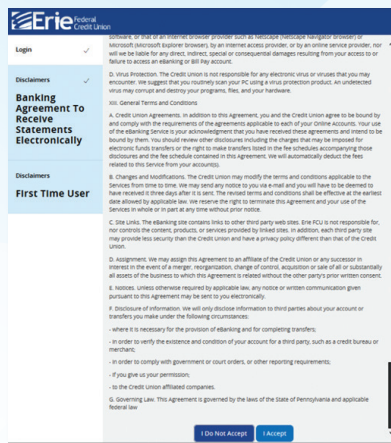 Erie Federal
Credit Union
Login
Disclaimers
Banking
Agreement To
Receive
Statements
Electronically
Disclaimers
First Time User
software, or that of an Internet browser provider such as Netscape (Netscape Navigator browser) or
Microsoft (Microsoft Explorer browser), by an Internet access provider, or by an online service provider, nor
will we be liable for any direct, indirect, special or consequential damages resulting from your access to or
failure to access an eBanking or Bill Pay account.
D. Virus Protection. The Credit Union is not responsible for any electronic virus or viruses that you may
encounter. We suggest that you routinely scan your PC using a virus protection product. An undetected
virus may corrupt and destroy your programs, files, and your hardware.
XIII. General Terms and Conditions
A. Credit Union Agreements. In addition to this Agreement, you and the Credit Union agree to be bound by
and comply with the requirements of the agreements applicable to each of your Online Accounts. Your use
of the eBanking Service is your acknowledgment that you have received these agreements and intend to be
bound by them. You should review other disclosures including the charges that may be imposed for
electronic funds transfers or the right to make transfers listed in the fee schedules accompanying those
disclosures and the fee schedule contained in this Agreement. We will automatically deduct the fees
related to this Service from your account(s).
B. Changes and Modifications. The Credit Union may modify the terms and conditions applicable to the
Services from time to time. We may send any notice to you via e-mail and you will have to be deemed to
have received it three days after it is sent. The revised terms and conditions shall be effective at the earliest
date allowed by applicable law. We reserve the right to terminate this Agreement and your use of the
Services in whole or in part at any time without prior notice.
C. Site Links. The eBanking site contains links to other third party web sites. Erie FCU is not responsible for,
nor controls the content, products, or services provided by linked sites. In addition, each third party site
may provide less security than the Credit Union and have a privacy policy different than that of the Credit
Union.
D. Assignment. We may assign this Agreement to an affiliate of the Credit Union or any successor in
interest in the event of a merger, reorganization, change of control, acquisition or sale of all or substantially
all assets of the business to which this Agreement is related without the other party's prior written consent.
E. Notices. Unless otherwise required by applicable law, any notice or written communication given
pursuant to this Agreement may be sent to you electronically.
F. Disclosure of Information. We will only disclose information to third parties about your account or
transfers you make under the following circumstances:
- where it is necessary for the provision of eBanking and for completing transfers;
- in order to verify the existence and condition of your account for a third party, such as a credit bureau or
merchant;
- in order to comply with government or court orders, or other reporting requirements;
- if you give us your permission;
- to the Credit Union affiliated companies.
G. Governing Law. This Agreement is governed by the laws of the State of Pennsylvania and applicable
federal law
I Do Not Accept
I Accept